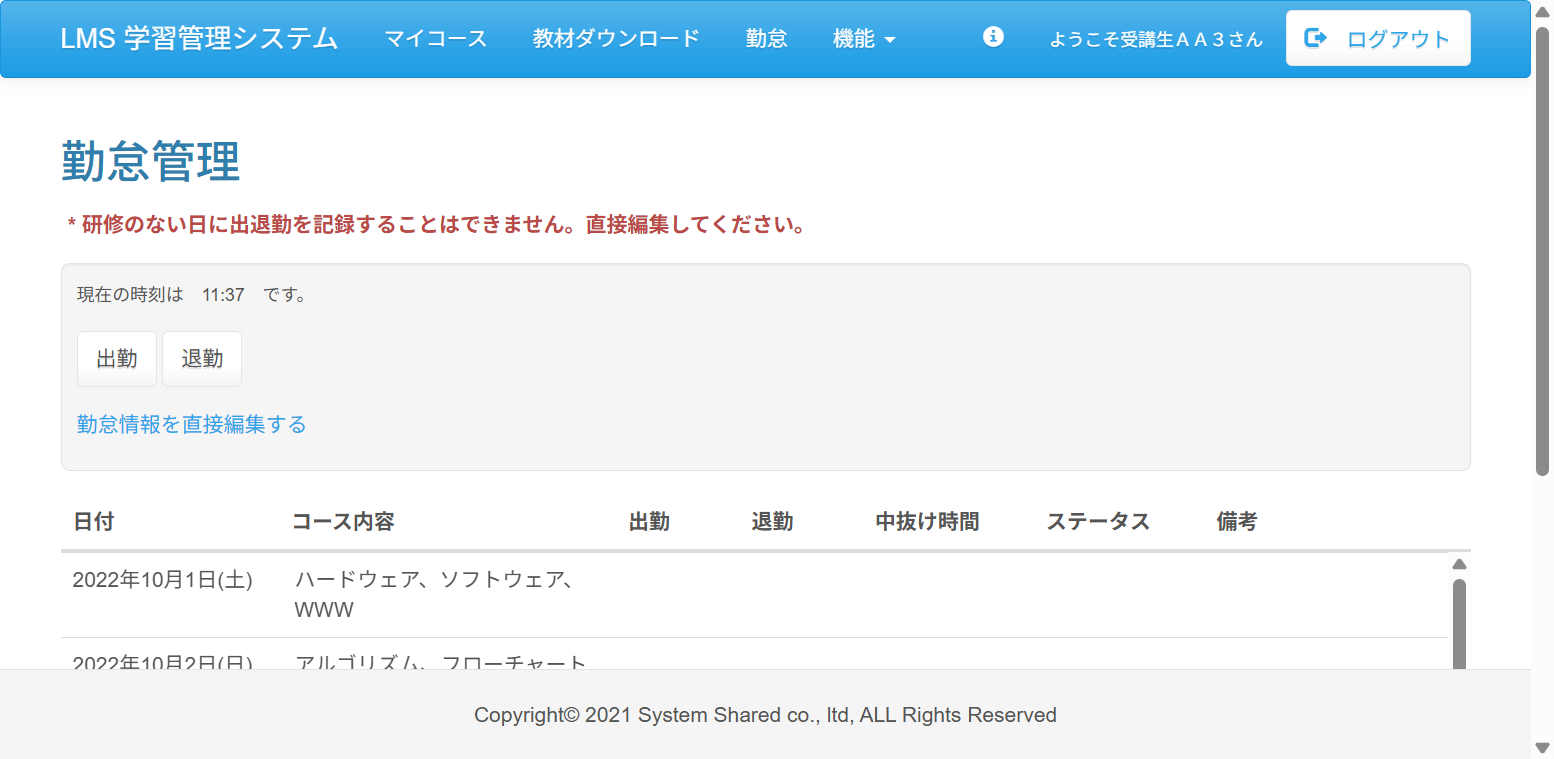 LMS 学習管理システム マイコース 教材ダウンロード 勤怠 機能 ようこそ受講生ＡＡ３さん ログアウト
勤怠管理
* 研修のない日に出退勤を記録することはできません。直接編集してください。
現在の時刻は 11:37 です。
出勤 退勤
勤怠情報を直接編集する
日付 コース内容 出勤 退勤 中抜け時間 ステータス 備考
2022年10月1日(土) ハードウェア、ソフトウェア、
WWW
2022年10月2日(日) アルゴリズム、フローチャート
Copyright© 2021 System Shared co., ltd, ALL Rights Reserved